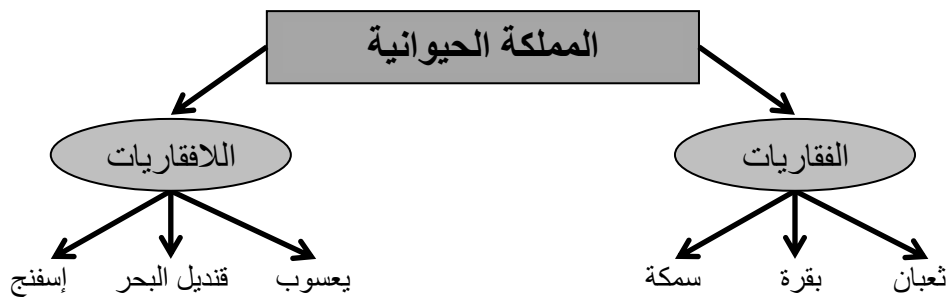 المملكة الحيوانية
الفقاريات
اللافقاريات
ثعبان
بقرة
سمكة
يعسوب
قنديل البحر
إسفنج